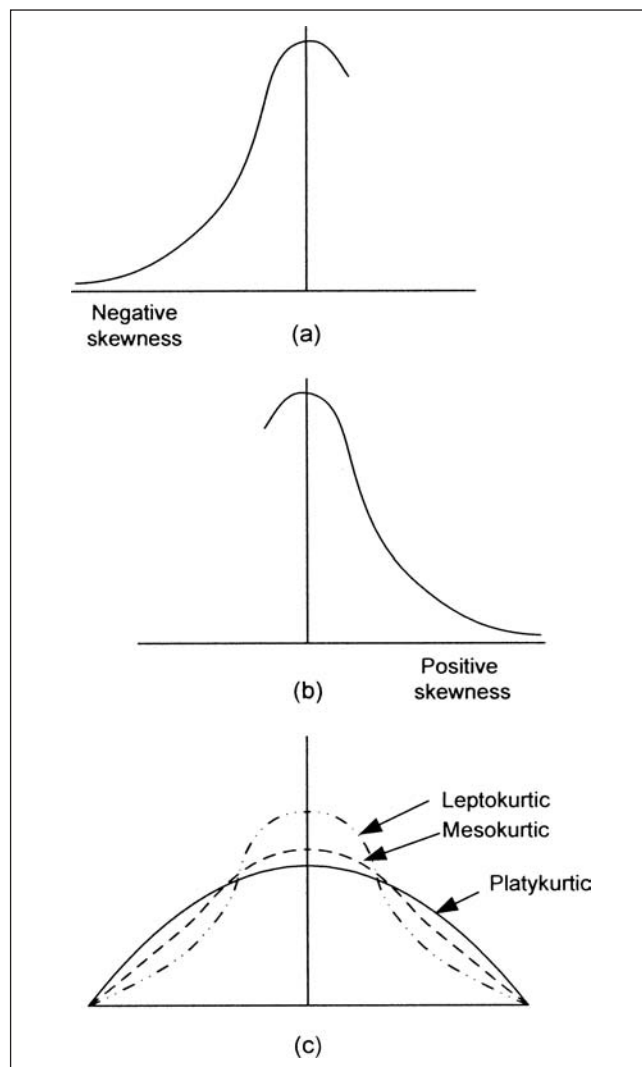 Negative
skewness
(a)
Positive
skewness
(b)
Leptokurtic
Mesokurtic
Platykurtic
(c)